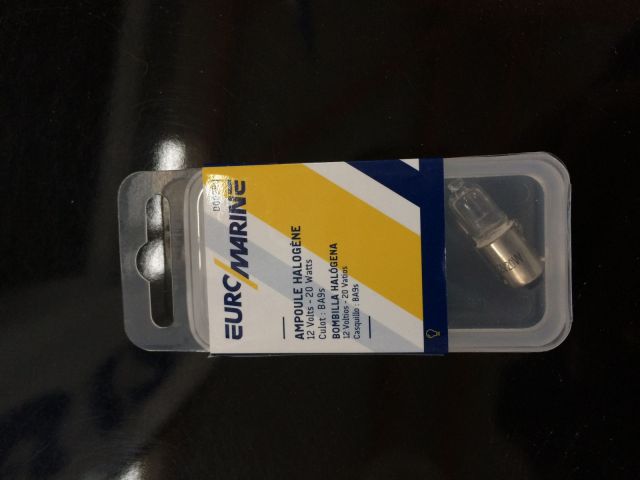 EUROMARINE
AMPOULE HALOGÈNE
12 Volts - 20 Watts
Culot : BA9s
BOMBILLA HALÓGENA
12 Voltios - 20 Vatios
Casquillo : BA9s